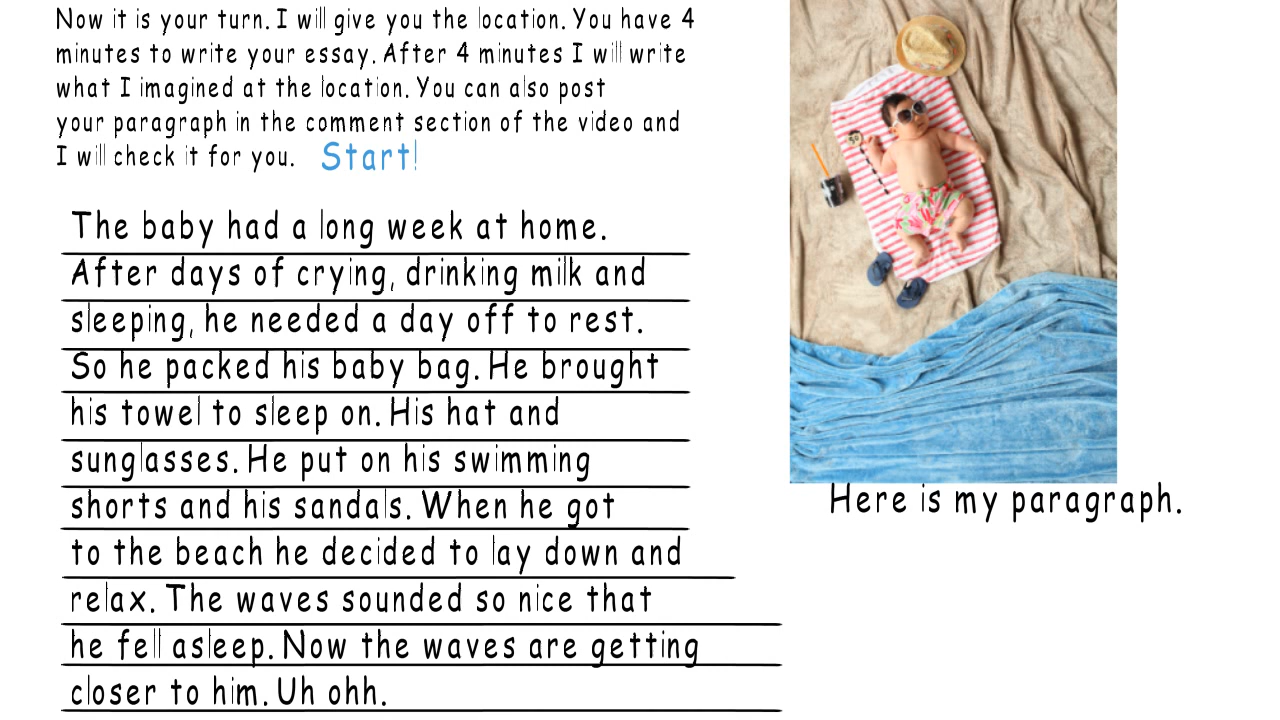 Now it is your turn. I will give you the location. You have 4
minutes to write your essay. After 4 minutes I will write
what I imagined at the location. You can also post
your paragraph in the comment section of the video and
I will check it for you. Start!
The baby had a long week at home.
After days of crying, drinking milk and
sleeping, he needed a day off to rest.
So he packed his baby bag. He brought
his towel to sleep on. His hat and
sunglasses. He put on his swimming
shorts and his sandals. When he got
to the beach he decided to lay down and
relax. The waves sounded so nice that
he fell asleep. Now the waves are getting
closer to him. Uh ohh.
Here is my paragraph.